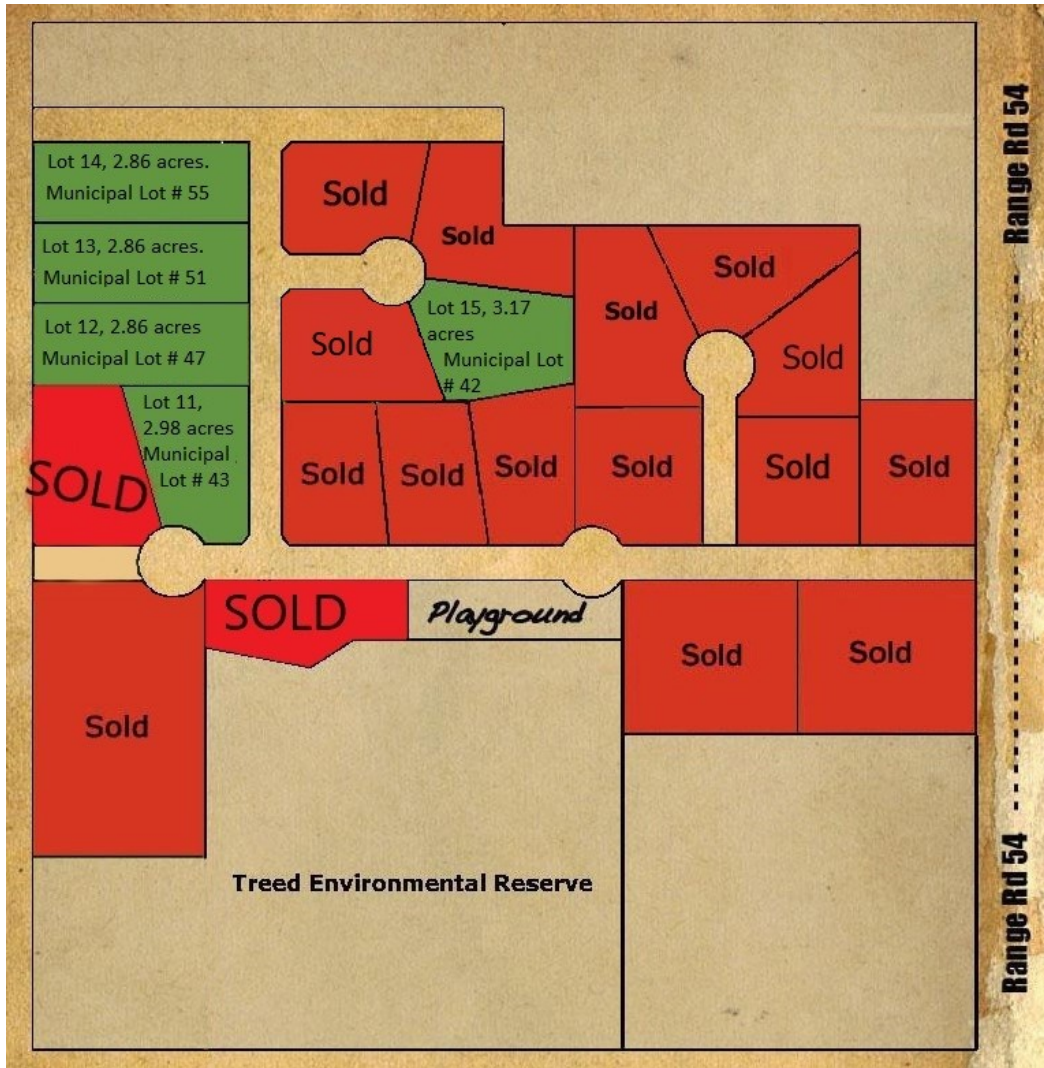 Range Rd 54
Lot 14, 2.86 acres.
Municipal Lot # 55
Sold
Sold
Lot 13, 2.86 acres.
Municipal Lot # 51
Sold
Sold
Lot 15, 3.17
acres
Municipal Lot
# 42
Lot 12, 2.86 acres
Municipal Lot # 47
Sold
Sold
Lot 11,
2.98 acres
Municipal
Lot # 43
SOLD
Sold
Sold
Sold
Sold
Sold
Sold
SOLD
Playground
Sold
Sold
Sold
Treed Environmental Reserve
Range Rd 54